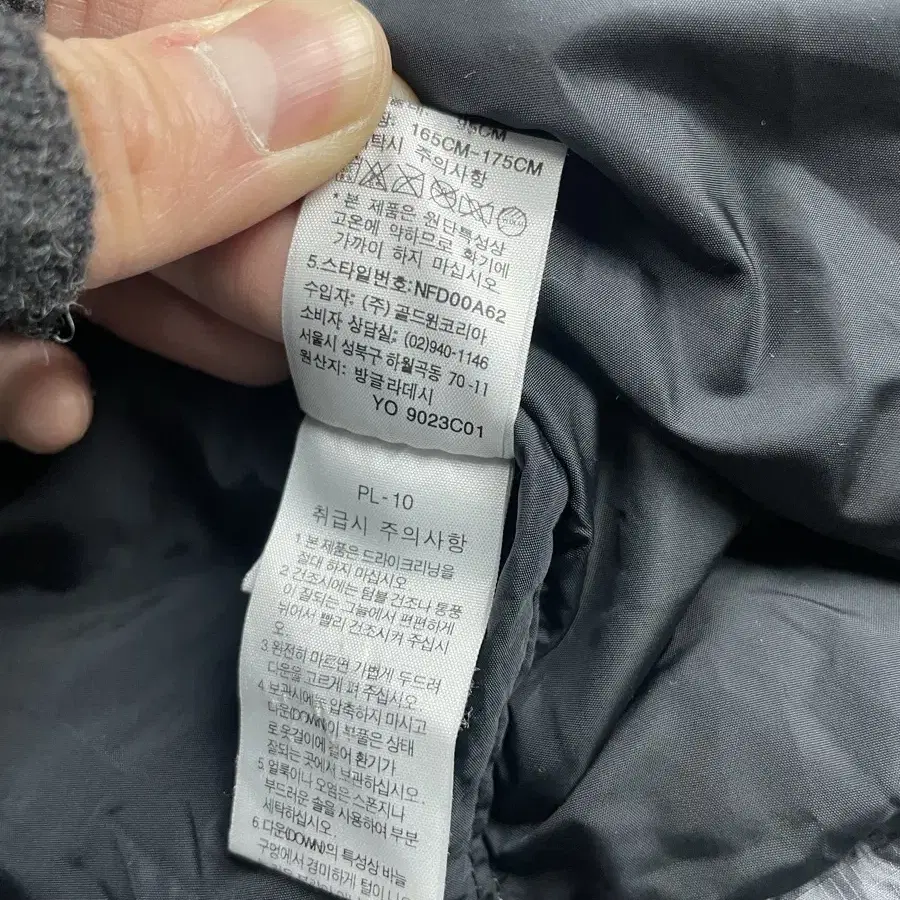 95CM
165CM-175CM
주의사항
* 본 제품은 원단특성상
고온에 약하므로 화기에
가까이 하지 마십시오
5.스타일번호:NFD00A62
수입자: (주)골드윈코리아
소비자 상담실: (02)940-1146
서울시 성북구 하월곡동 70-11
원산지: 방글라데시
YO 9023C01
PL-10
취급시 주의사항
1.본 제품은 드라이크리닝을
절대 하지 마십시오
2.건조시에는 텀블 건조나 통풍
이 잘되는 그늘에서 편편하게
뉘어서 빨리 건조시켜 주십시
오.
3.완전히 마르면 가볍게 두드려
다운을 고르게 펴 주십시오.
4.보관시에는 압축하지 마시고
다운(DOWN)이 부풀은 상태
로 옷걸이에 걸어 환기가
잘되는 곳에서 보관하십시오.
5.얼룩이나 오염은 스폰지나
부드러운 솔을 사용하여 부분
세탁하십시오.
6.다운(DOWN)의 특성상 바늘
구멍에서 경미하게 털이 나